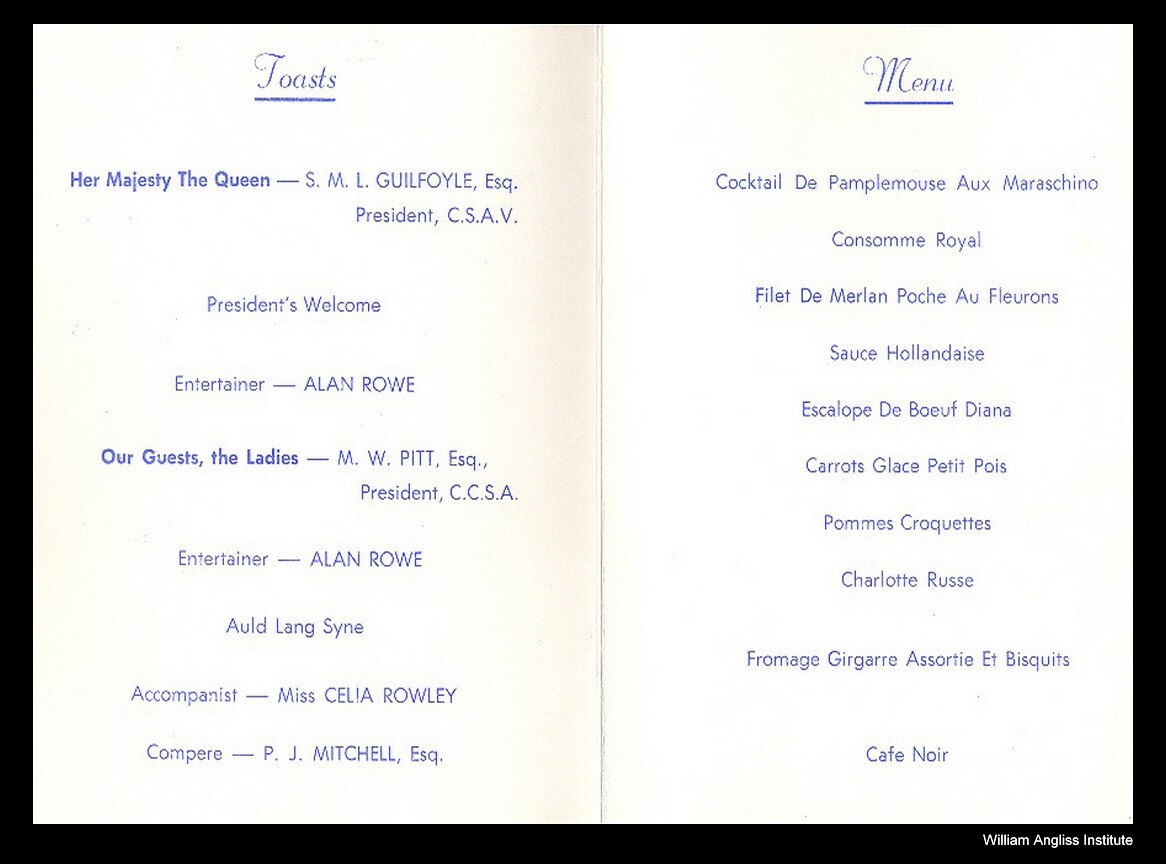 Toasts
Her Majesty The Queen — S. M. L. GUILFOYLE, Esq.
President, C.S.A.V.
President's Welcome
Entertainer — ALAN ROWE
Our Guests, the Ladies — M. W. PITT, Esq.,
President, C.C.S.A.
Entertainer — ALAN ROWE
Auld Lang Syne
Accompanist — Miss CELIA ROWLEY
Compere — P. J. MITCHELL, Esq.
Menu
Cocktail De Pamplemouse Aux Maraschino
Consomme Royal
Filet De Merlan Poche Au Fleurons
Sauce Hollandaise
Escalope De Boeuf Diana
Carrots Glace Petit Pois
Pommes Croquettes
Charlotte Russe
Fromage Girgarre Assortie Et Bisquits
Cafe Noir
William Angliss Institute